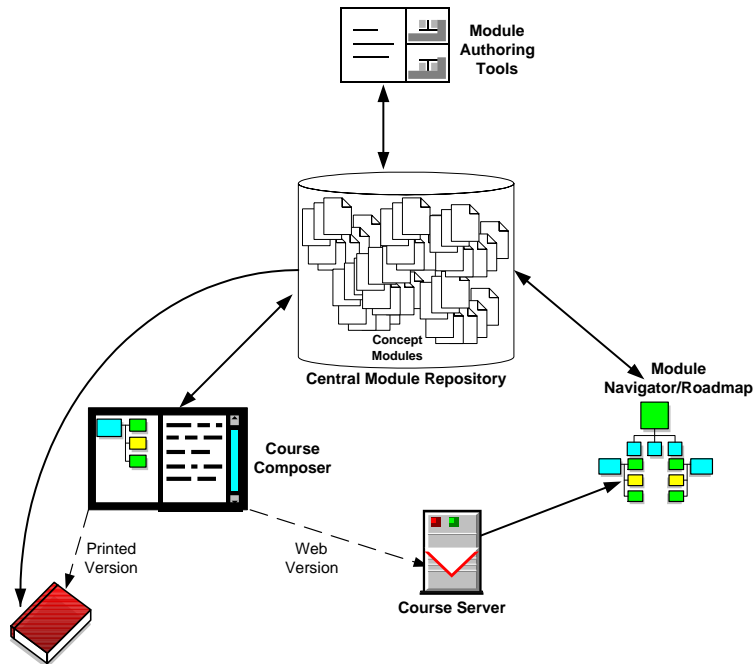 Module
Authoring
Tools
Concept
Modules
Central Module Repository
Module
Navigator/Roadmap
Course
Composer
Printed
Version
Web
Version
Course Server